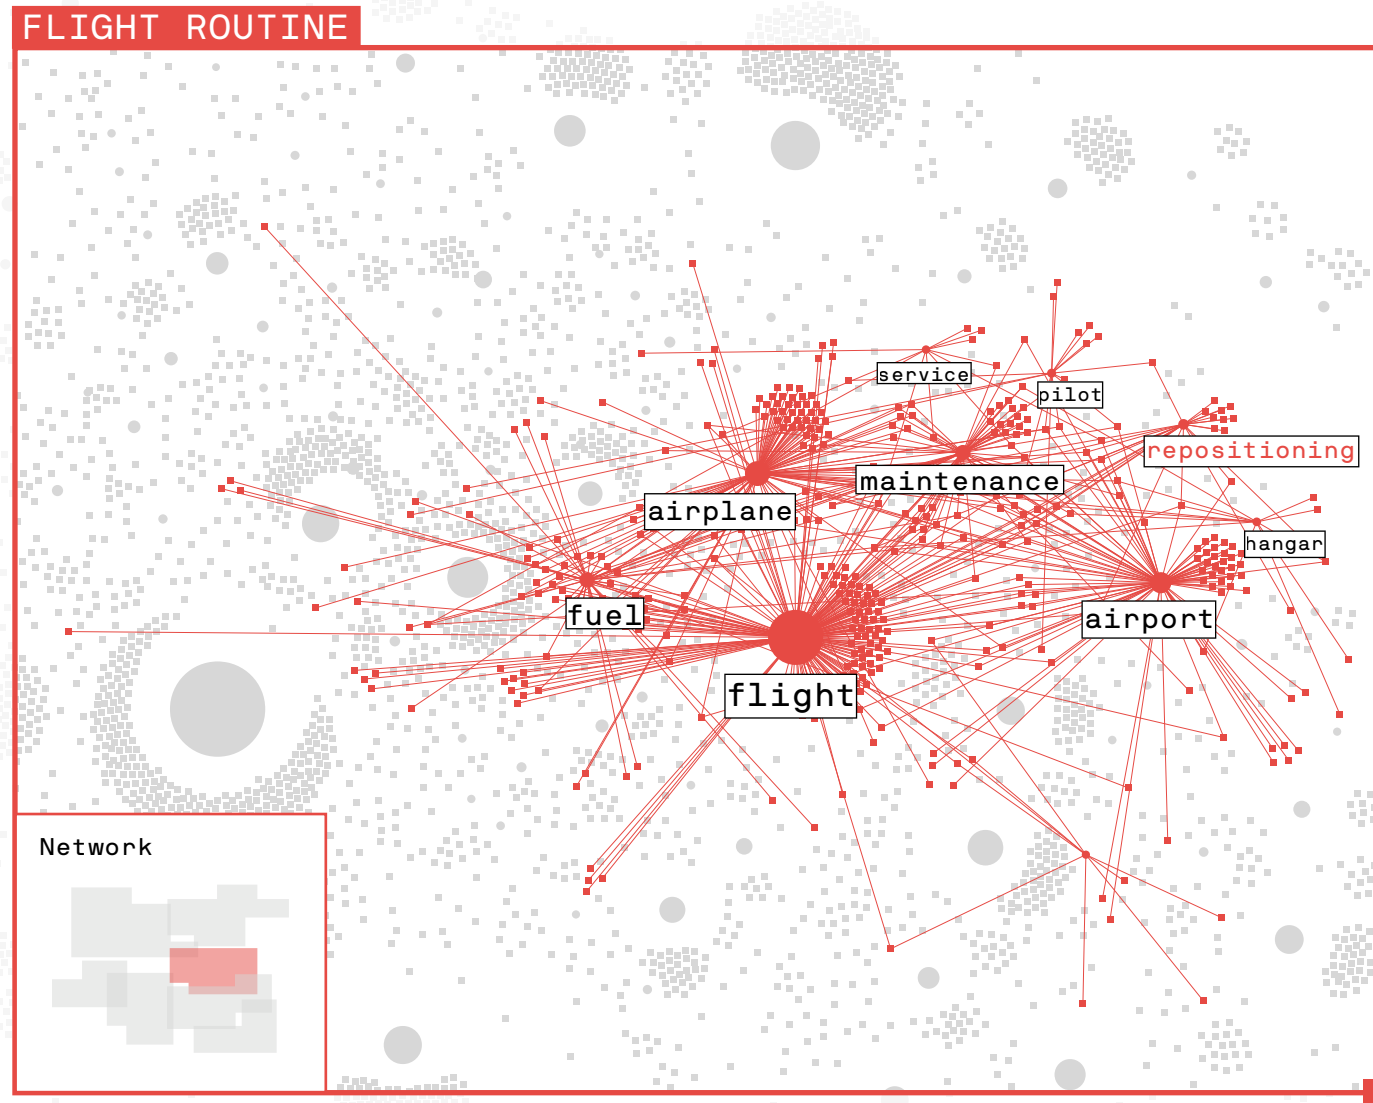 FLIGHT ROUTINE
service
pilot
repositioning
maintenance
airplane
hangar
fuel
airport
flight
Network